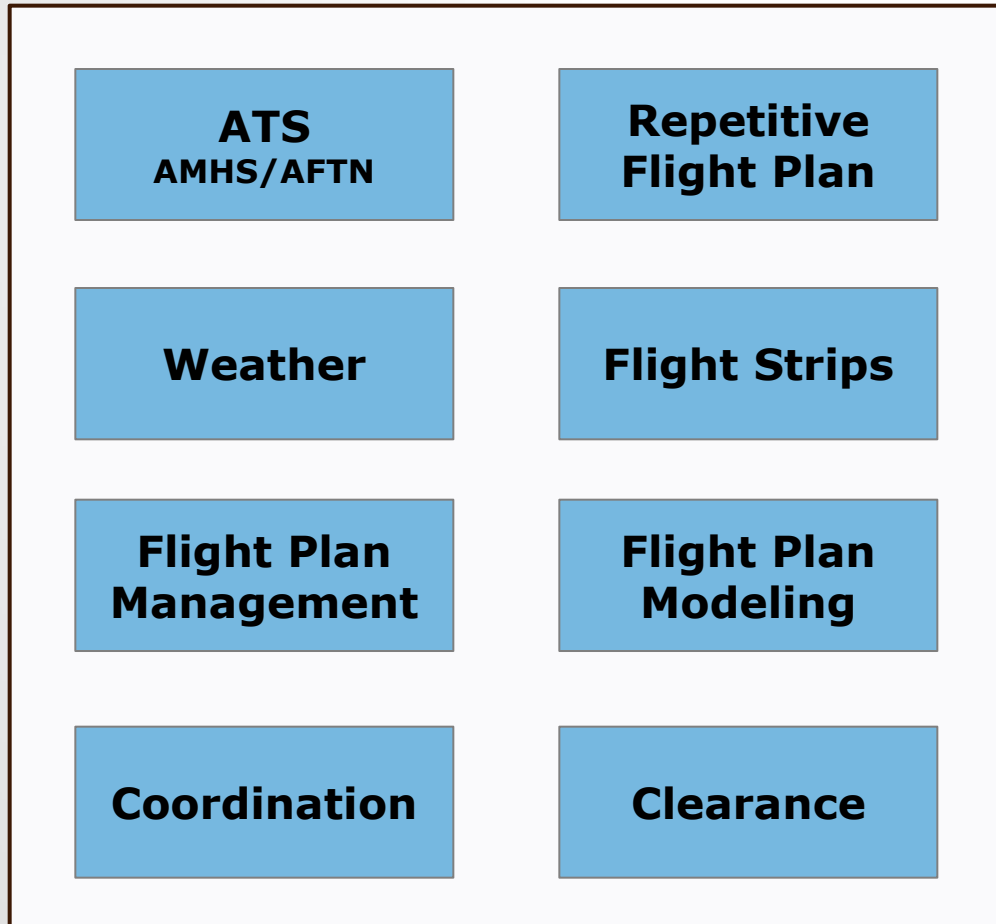 ATS
AMHS/AFTN
Repetitive
Flight Plan
Weather
Flight Strips
Flight Plan
Management
Flight Plan
Modeling
Coordination
Clearance